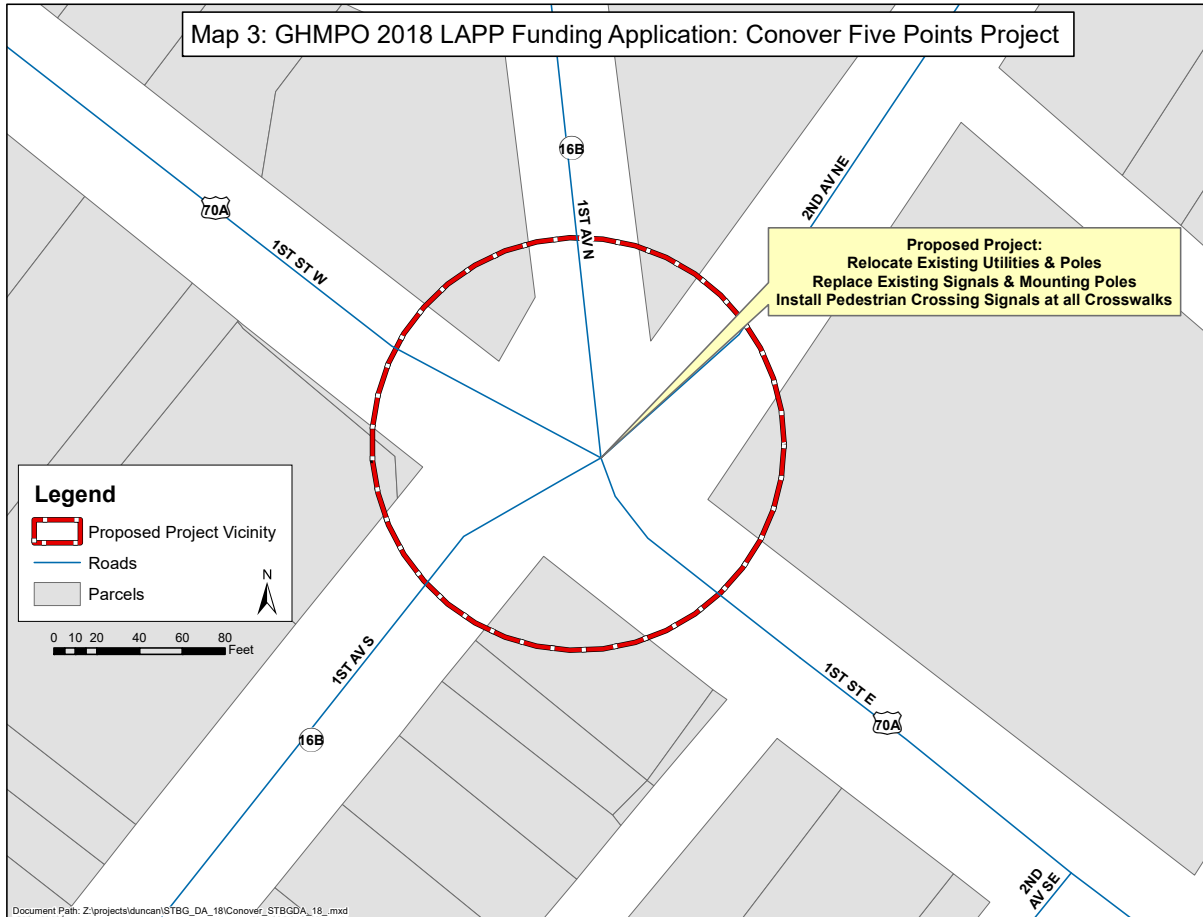 Map 3: GHMPO 2018 LAPP Funding Application: Conover Five Points Project
16B
1ST AV N
2ND AV NE
70A
1ST ST W
Proposed Project:
Relocate Existing Utilities & Poles
Replace Existing Signals & Mounting Poles
Install Pedestrian Crossing Signals at all Crosswalks
Legend
Proposed Project Vicinity
Roads
Parcels
N
0 10 20 40 60 80
Feet
1ST AV S
16B
1ST ST E
70A
2ND
AV SE
Document Path: Z:\projects\duncan\STBG_DA_18\Conover_STBGDA_18_.mxd